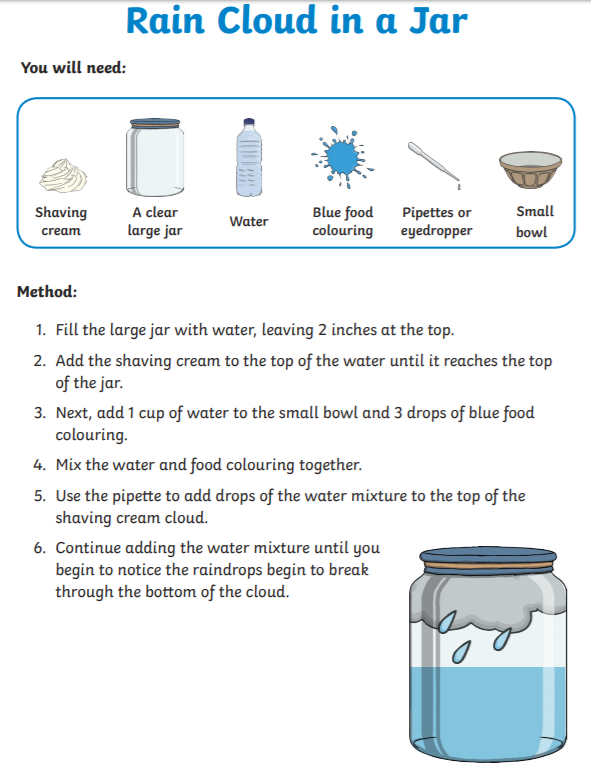 Rain Cloud in a Jar
You will need:
Shaving
cream
A clear
large jar
Water
Blue food
colouring
Pipettes or
eyedropper
Small
bowl
Method:
1. Fill the large jar with water, leaving 2 inches at the top.
2. Add the shaving cream to the top of the water until it reaches the top
of the jar.
3. Next, add 1 cup of water to the small bowl and 3 drops of blue food
colouring.
4. Mix the water and food colouring together.
5. Use the pipette to add drops of the water mixture to the top of the
shaving cream cloud.
6. Continue adding the water mixture until you
begin to notice the raindrops begin to break
through the bottom of the cloud.